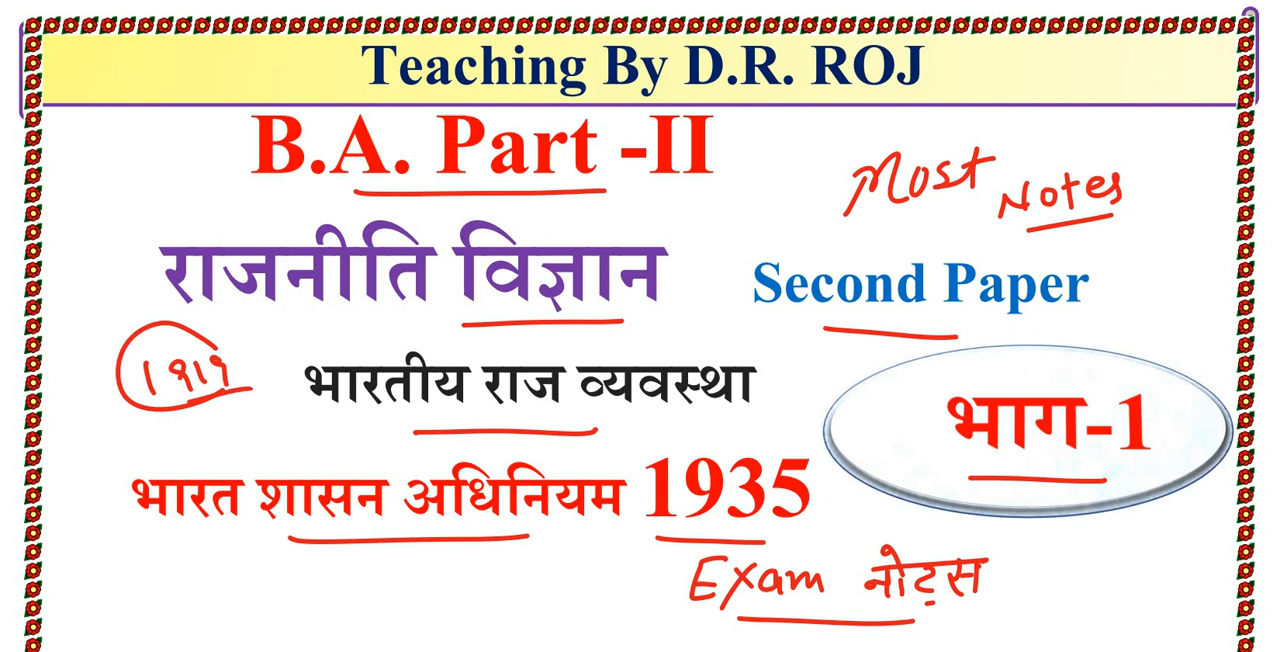 Teaching By D.R. ROJ
B.A. Part -II
Most Notes
राजनीति विज्ञान
Second Paper
1919
भारतीय राज व्यवस्था
भाग-1
भारत शासन अधिनियम 1935
Exam नोट्स